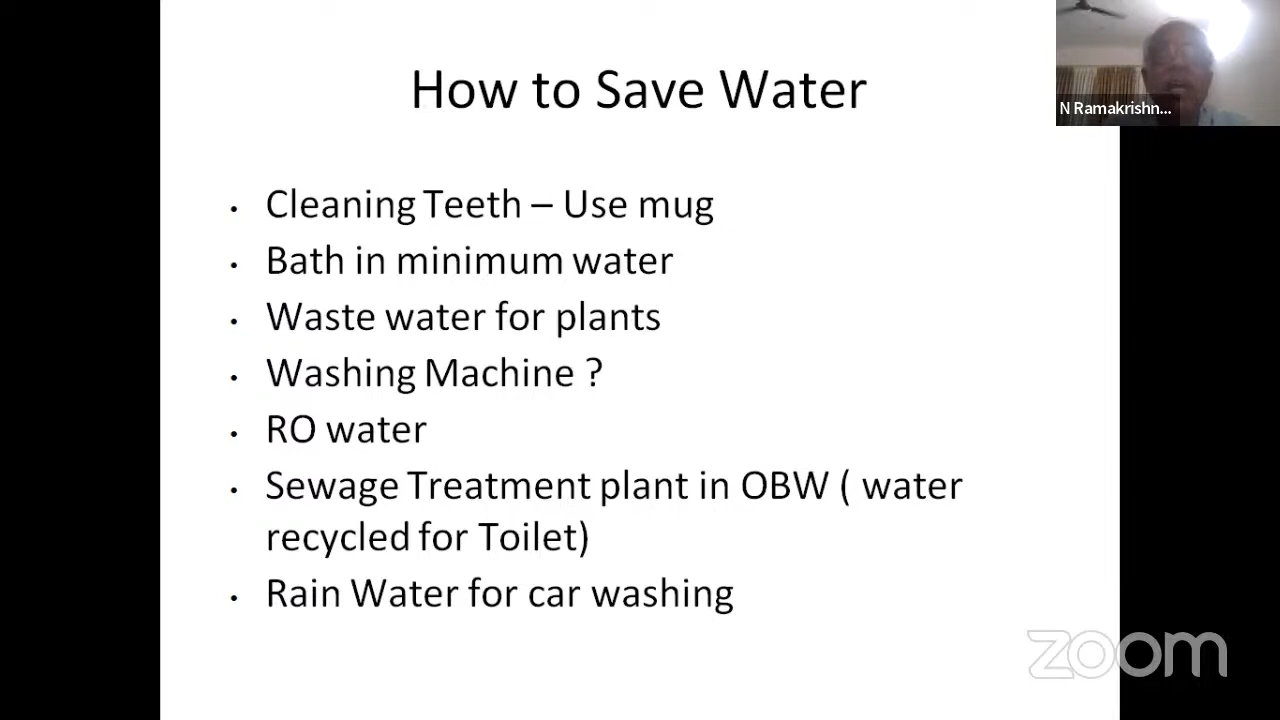 How to Save Water
N Ramakrishn...
• Cleaning Teeth – Use mug
• Bath in minimum water
• Waste water for plants
• Washing Machine ?
• RO water
• Sewage Treatment plant in OBW ( water
recycled for Toilet)
• Rain Water for car washing
zoom